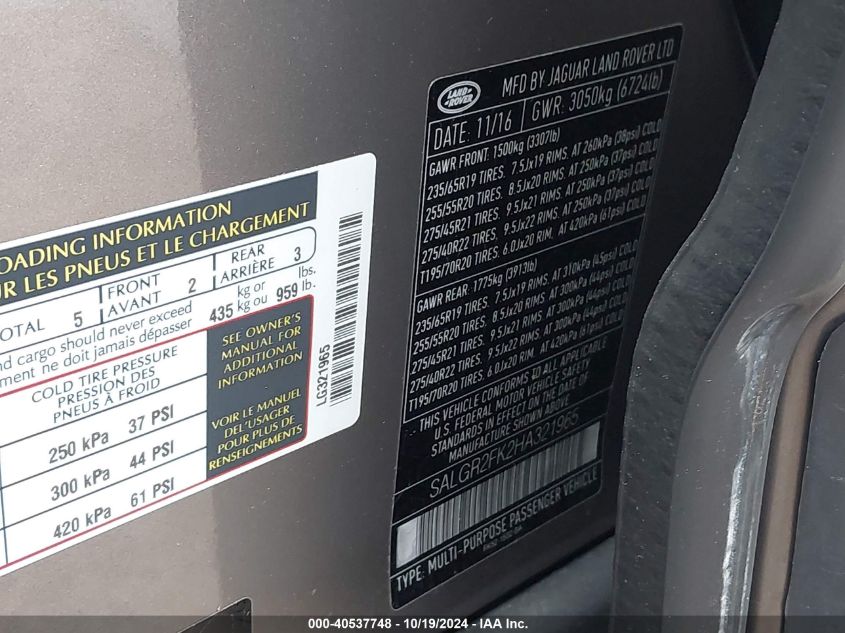 OADING INFORMATION
UR LES PNEUS ET LE CHARGEMENT
OTAL 5 FRONT AVANT 2 REAR ARRIÈRE 3
nd cargo should never exceed 435 kg or 959 lbs.
ment ne doit jamais dépasser kg ou lb.
COLD TIRE PRESSURE
PRESSION DES
PNEUS À FROID
250 kPa 37 PSI
300 kPa 44 PSI
420 kPa 61 PSI
SEE OWNER'S
MANUAL FOR
ADDITIONAL
INFORMATION
VOIR LE MANUEL
DE L'USAGER
POUR PLUS DE
RENSEIGNEMENTS
LG321965
LAND
ROVER
MFD BY JAGUAR LAND ROVER LTD
DATE: 11/16 GWR: 3050kg (6724lb)
GAWR FRONT: 1500kg (3307lb)
235/65R19 TIRES, 7.5Jx19 RIMS, AT 260kPa (38psi) COLD
255/55R20 TIRES, 8.5Jx20 RIMS, AT 250kPa (37psi) COLD
275/45R21 TIRES, 9.5Jx21 RIMS, AT 250kPa (37psi) COLD
275/40R22 TIRES, 9.5Jx22 RIMS, AT 250kPa (37psi) COLD
T195/70R20 TIRES, 6.0Jx20 RIM, AT 420kPa (61psi) COLD
GAWR REAR: 1775kg (3913lb)
235/65R19 TIRES, 7.5Jx19 RIMS, AT 310kPa (45psi) COLD
255/55R20 TIRES, 8.5Jx20 RIMS, AT 300kPa (44psi) COLD
275/45R21 TIRES, 9.5Jx21 RIMS, AT 300kPa (44psi) COLD
275/40R22 TIRES, 9.5Jx22 RIMS, AT 300kPa (44psi) COLD
T195/70R20 TIRES, 6.0Jx20 RIM, AT 420kPa (61psi) COLD
THIS VEHICLE CONFORMS TO ALL APPLICABLE
U.S. FEDERAL MOTOR VEHICLE SAFETY
STANDARDS IN EFFECT ON THE DATE OF
MANUFACTURE SHOWN ABOVE.
SALGR2FK2HA321965
TYPE: MULTI-PURPOSE PASSENGER VEHICLE
000-40537748 - 10/19/2024 - IAA Inc.